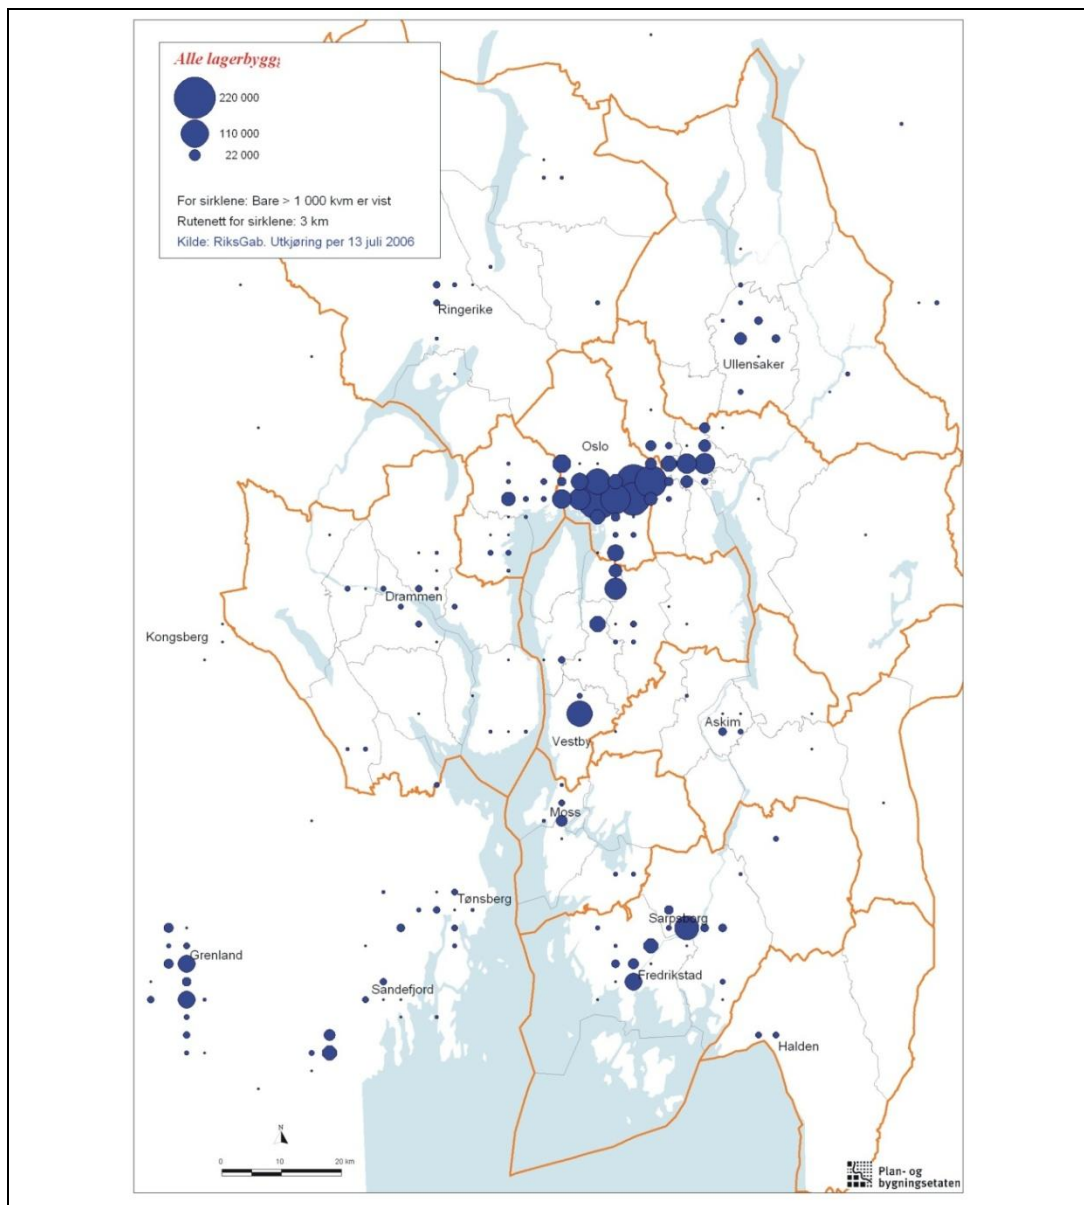 Alle lagerbygg
220 000
110 000
22 000
For sirklene: Bare > 1 000 kvm er vist
Rutenett for sirklene: 3 km
Kilde: RiksGab. Utkjøring per 13 juli 2006
Ringerike
Ullensaker
Oslo
Drammen
Kongsberg
Askim
Vestby
Moss
Tønsberg
Sarpsborg
Grenland
Fredrikstad
Sandefjord
Halden
N
0 10 20 km
Plan- og
bygningsetaten